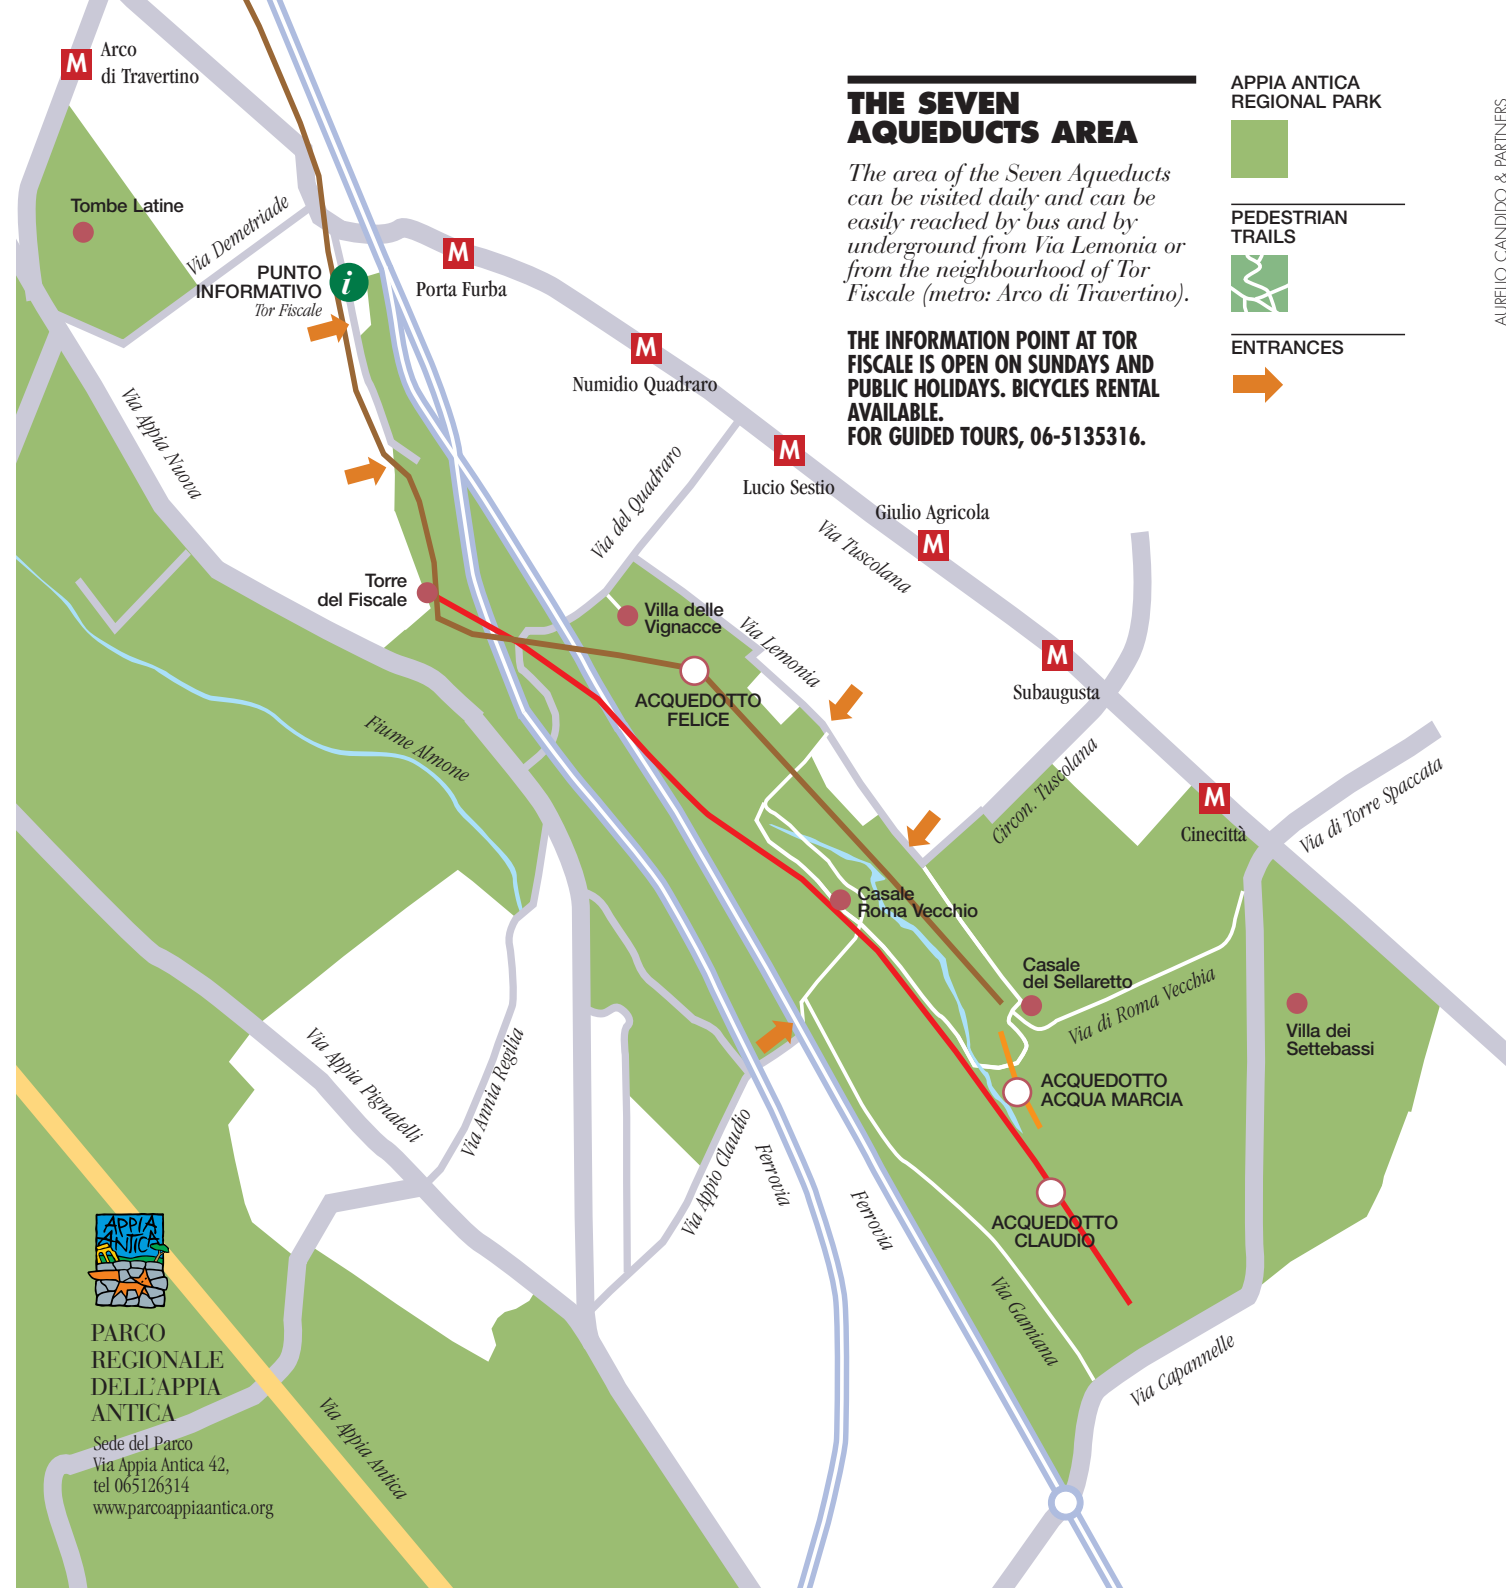 M Arco
di Travertino
THE SEVEN
AQUEDUCTS AREA
The area of the Seven Aqueducts
can be visited daily and can be
easily reached by bus and by
underground from Via Lemonia or
from the neighbourhood of Tor
Fiscale (metro: Arco di Travertino).
THE INFORMATION POINT AT TOR
FISCALE IS OPEN ON SUNDAYS AND
PUBLIC HOLIDAYS. BICYCLES RENTAL
AVAILABLE.
FOR GUIDED TOURS, 06-5135316.
APPIA ANTICA
REGIONAL PARK
PEDESTRIAN
TRAILS
ENTRANCES
AURELIO CANDIDO & PARTNERS
Tombe Latine
Via Demetriade
PUNTO
INFORMATIVO
Tor Fiscale
i
M
Porta Furba
M
Numidio Quadraro
Via Appia Nuova
Via del Quadraro
M
Lucio Sestio
Giulio Agricola
M
Via Tuscolana
Torre
del Fiscale
Villa delle
Vignacce
Via Lemonia
M
Subaugusta
ACQUEDOTTO
FELICE
Fiume Almone
Circon. Tuscolana
M
Cinecittà
Via di Torre Spaccata
Casale
Roma Vecchio
Casale
del Sellaretto
Via di Roma Vecchia
Villa dei
Settebassi
Via Appia Pignatelli
Via Annia Regilia
ACQUEDOTTO
ACQUA MARCIA
Via Appio Claudio
Ferrovia
Ferrovia
ACQUEDOTTO
CLAUDIO
Via Gamiana
Via Capannelle
APPIA
ANTICA
PARCO
REGIONALE
DELL'APPIA
ANTICA
Sede del Parco
Via Appia Antica 42,
tel 065126314
www.parcoappiaantica.org
Via Appia Antica